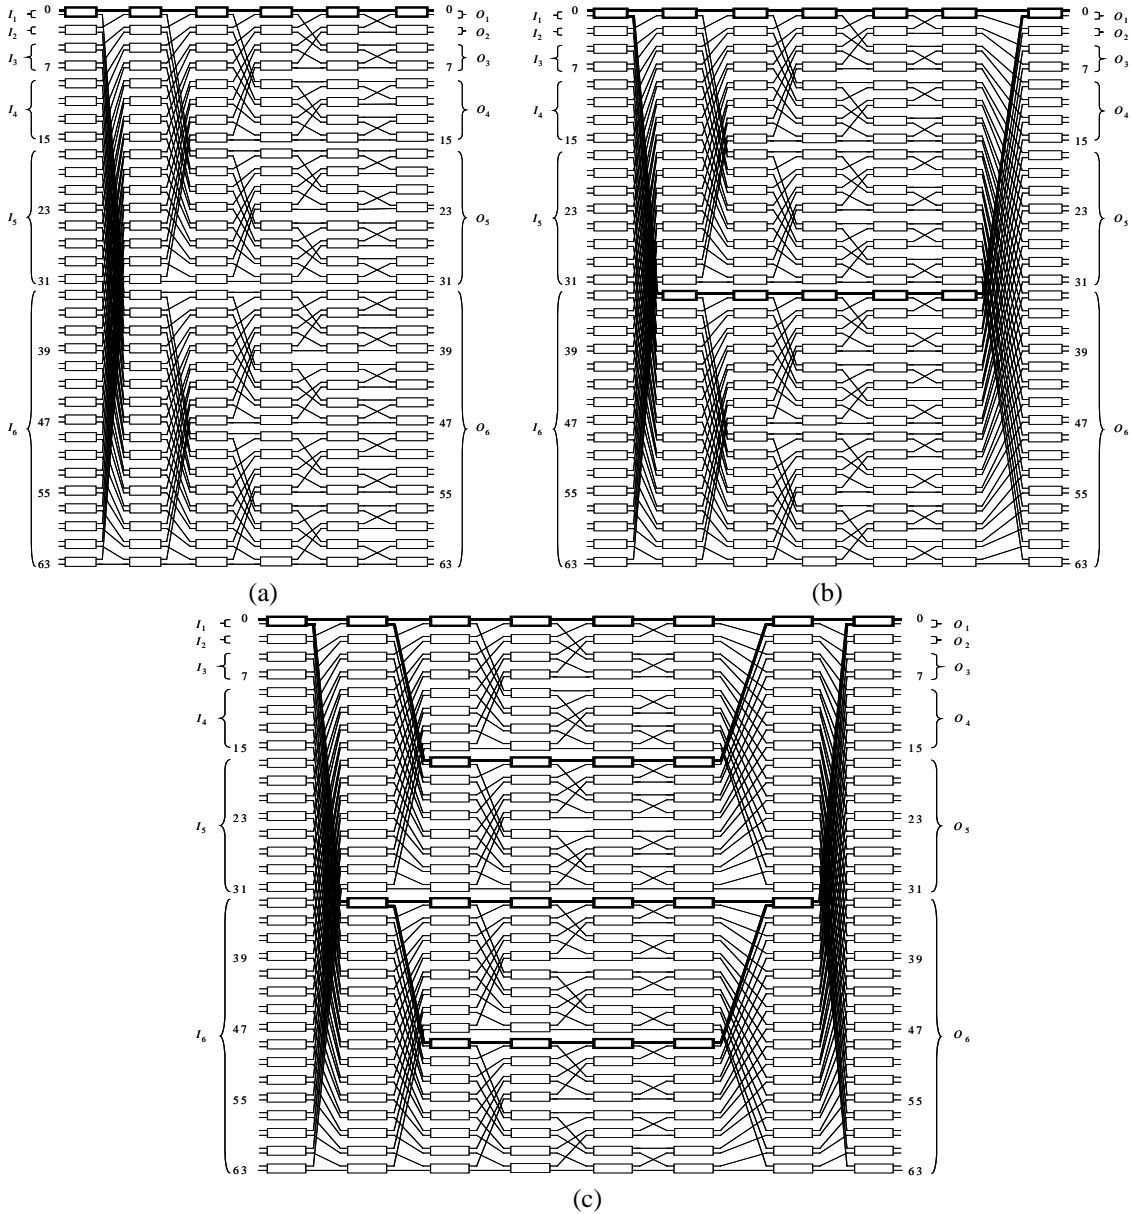 0 0 0 0
I1 O1 I1 O1
I2 O2 I2 O2
I3 O3 I3 O3
7 7 7 7
I4 O4 I4 O4
15 15 15 15
I5 23 23 O5 I5 23 23 O5
31 31 31 31
39 39 39 39
I6 47 47 O6 I6 47 47 O6
55 55 55 55
63 63 63 63
(a) (b)
0 0
I1 O1
I2 O2
I3 O3
7 7
I4 O4
15 15
I5 23 23 O5
31 31
39 39
I6 47 47 O6
55 55
63 63
(c)